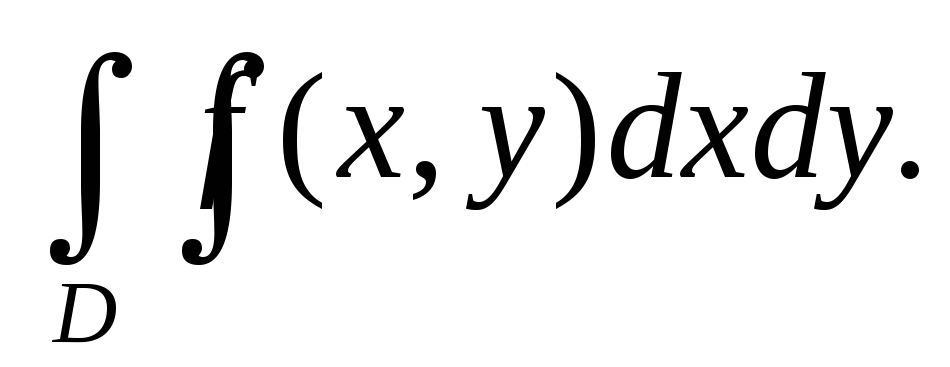 ∫ ∫ f (x, y)dxdy.
D